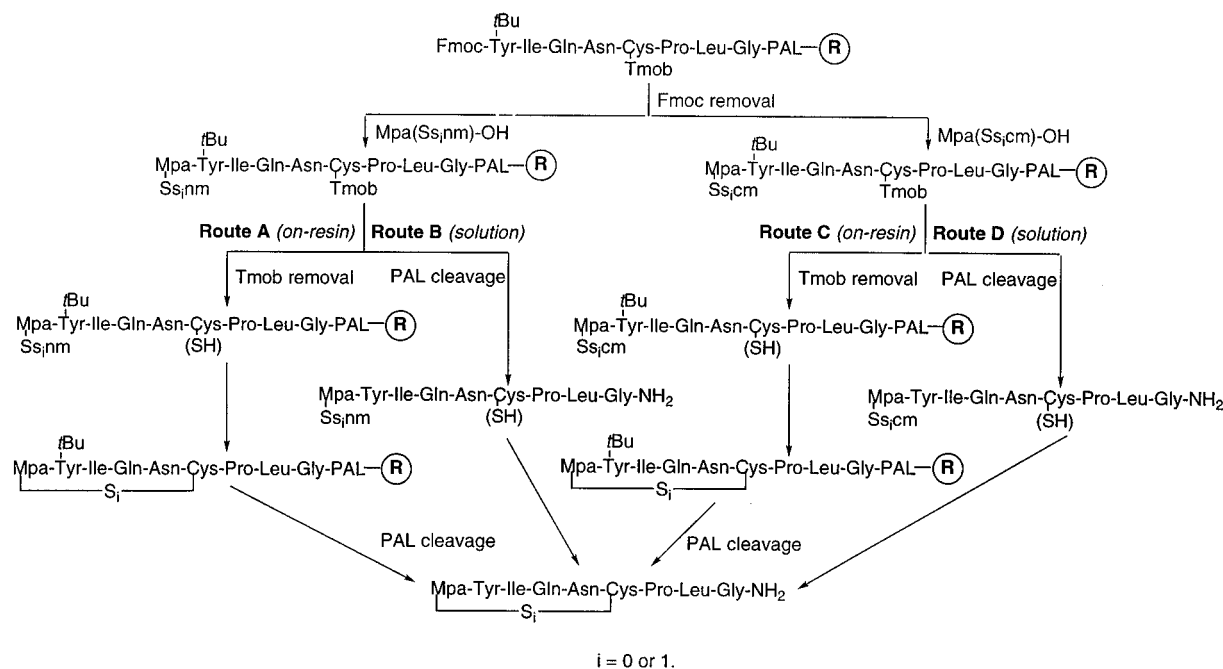 tBu
Fmoc-Tyr-Ile-Gln-Asn-Cys-Pro-Leu-Gly-PAL-R
Tmob
Fmoc removal
Mpa(Ssinm)-OH
Mpa(Ssicm)-OH
tBu
Mpa-Tyr-Ile-Gln-Asn-Cys-Pro-Leu-Gly-PAL-R
Ssinm
Tmob
tBu
Mpa-Tyr-Ile-Gln-Asn-Cys-Pro-Leu-Gly-PAL-R
Ssicm
Tmob
Route A (on-resin) Route B (solution)
Route C (on-resin) Route D (solution)
Tmob removal
PAL cleavage
Tmob removal
PAL cleavage
tBu
Mpa-Tyr-Ile-Gln-Asn-Cys-Pro-Leu-Gly-PAL-R
Ssinm
(SH)
tBu
Mpa-Tyr-Ile-Gln-Asn-Cys-Pro-Leu-Gly-PAL-R
Ssicm
(SH)
Mpa-Tyr-Ile-Gln-Asn-Cys-Pro-Leu-Gly-NH2
Ssinm
(SH)
Mpa-Tyr-Ile-Gln-Asn-Cys-Pro-Leu-Gly-NH2
Ssicm
(SH)
tBu
Mpa-Tyr-Ile-Gln-Asn-Cys-Pro-Leu-Gly-PAL-R
Si
tBu
Mpa-Tyr-Ile-Gln-Asn-Cys-Pro-Leu-Gly-PAL-R
Si
PAL cleavage
PAL cleavage
Mpa-Tyr-Ile-Gln-Asn-Cys-Pro-Leu-Gly-NH2
Si
i = 0 or 1.